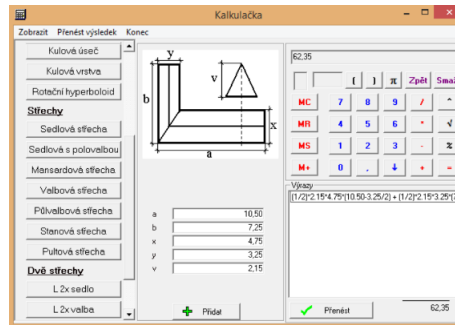 Kalkulačka
Zobrazit Přenést výsledek Konec
Kulová úseč
Kulová vrstva
Rotační hyperboloid
Střechy
Sedlová střecha
Sedlová s polovalbou
Mansardová střecha
Valbová střecha
Půlvalbová střecha
Stanová střecha
Pultová střecha
Dvě střechy
L 2x sedlo
L 2x valba
y
v
b
x
a
a 10,50
b 7,25
x 4,75
y 3,25
v 2,15
Přidat
62,35
( ) π Zpět Smaž
MC 7 8 9 /
MR 4 5 6 * √
MS 1 2 3 - %
M+ 0 . ↓ + =
Výrazy
(1/2)*2.15*4.75*(10.50-3.25/2) + (1/2)*2.15*3.25*(7
Přenést 62,35